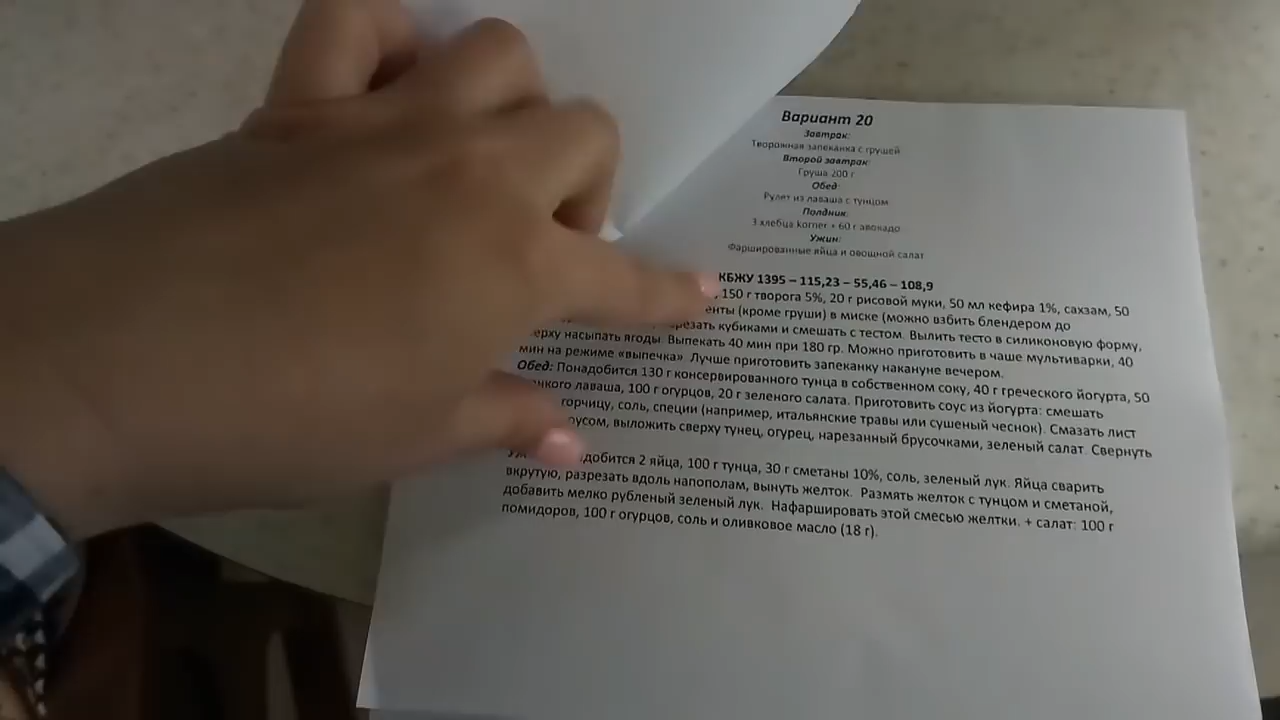 Вариант 20
Завтрак:
Творожная запеканка с грушей
Второй завтрак:
Груша 200 г
Обед:
Рулет из лаваша с тунцом
Полдник:
3 хлебца korner + 60 г авокадо
Ужин:
Фаршированные яйца и овощной салат
КБЖУ 1395 – 115,23 – 55,46 – 108,9
, 150 г творога 5%, 20 г рисовой муки, 50 мл кефира 1%, сахзам, 50
(кроме груши) в миске (можно взбить блендером до
кубиками и смешать с тестом. Вылить тесто в силиконовую форму,
насыпать ягоды. Выпекать 40 мин при 180 гр. Можно приготовить в чаше мультиварки, 40
мин на режиме «выпечка». Лучше приготовить запеканку накануне вечером.
Обед: Понадобится 130 г консервированного тунца в собственном соку, 40 г греческого йогурта, 50
лаваша, 100 г огурцов, 20 г зеленого салата. Приготовить соус из йогурта: смешать
горчицу, соль, специи (например, итальянские травы или сушеный чеснок). Смазать лист
выложить сверху тунец, огурец, нарезанный брусочками, зеленый салат. Свернуть
2 яйца, 100 г тунца, 30 г сметаны 10%, соль, зеленый лук. Яйца сварить
вкрутую, разрезать вдоль напополам, вынуть желток. Размять желток с тунцом и сметаной,
добавить мелко рубленый зеленый лук. Нафаршировать этой смесью желтки. + салат: 100 г
помидоров, 100 г огурцов, соль и оливковое масло (18 г).